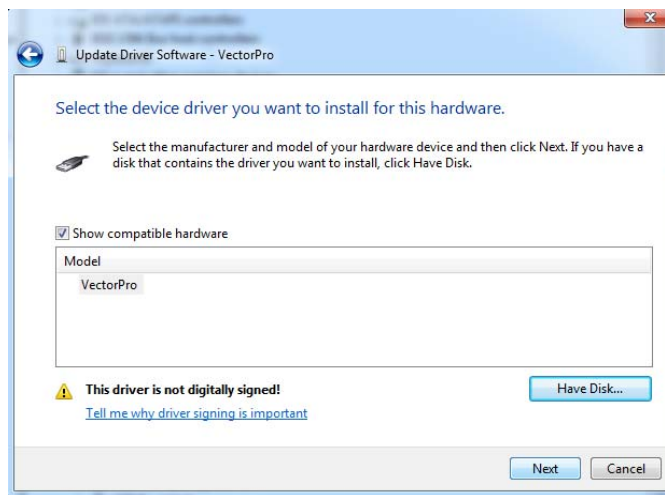 Update Driver Software - VectorPro
Select the device driver you want to install for this hardware.
Select the manufacturer and model of your hardware device and then click Next. If you have a
disk that contains the driver you want to install, click Have Disk.
Show compatible hardware
Model
VectorPro
This driver is not digitally signed!
Have Disk...
Tell me why driver signing is important
Next
Cancel